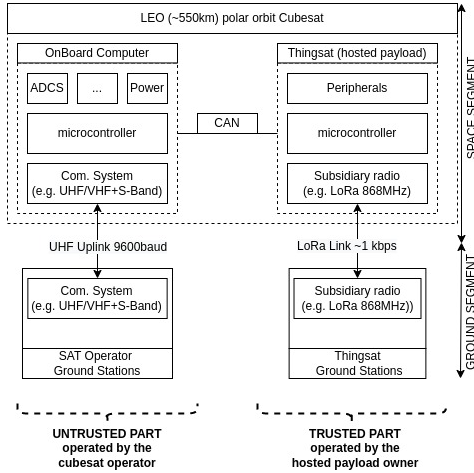 LEO (~550km) polar orbit Cubesat
OnBoard Computer
Thingsat (hosted payload)
ADCS
...
Power
Peripherals
microcontroller
CAN
microcontroller
Com. System
(e.g. UHF/VHF+S-Band)
Subsidiary radio
(e.g. LoRa 868MHz)
SPACE SEGMENT
UHF Uplink 9600baud
LoRa Link ~1 kbps
Com. System
(e.g. UHF/VHF+S-Band)
Subsidiary radio
(e.g. LoRa 868MHz))
GROUND SEGMENT
SAT Operator
Ground Stations
Thingsat
Ground Stations
UNTRUSTED PART
operated by the
cubesat operator
TRUSTED PART
operated by the
hosted payload owner